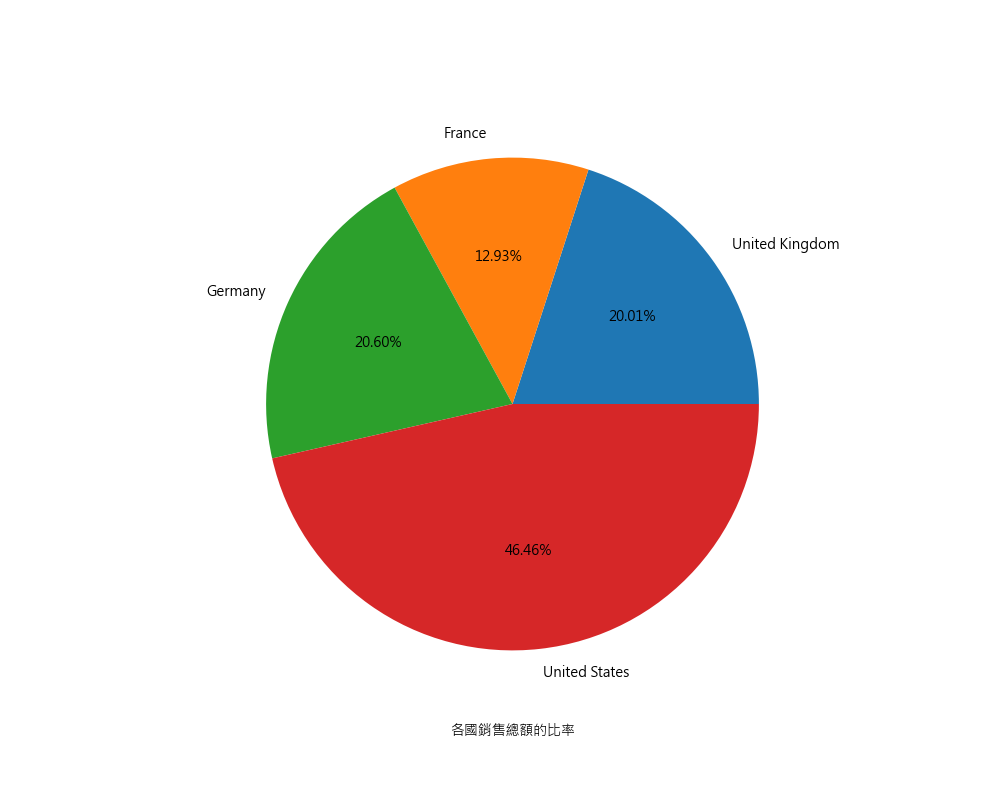 France
United Kingdom
12.93%
Germany
20.01%
20.60%
46.46%
United States
各國銷售總額的比率